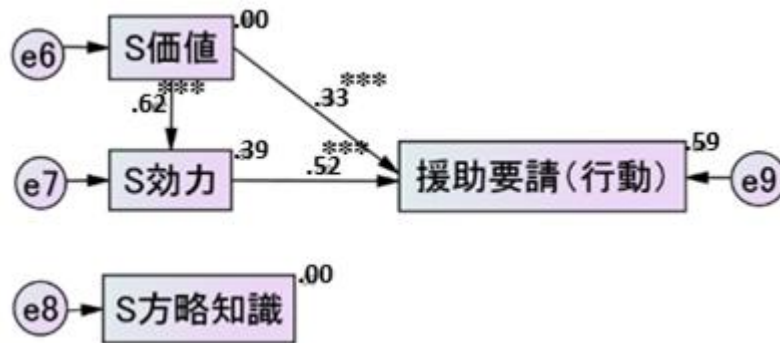 .00
e6
S価値
.62***
.33***
.39
e7
S効力
.52***
援助要請(行動)
.59
e9
.00
e8
S方略知識